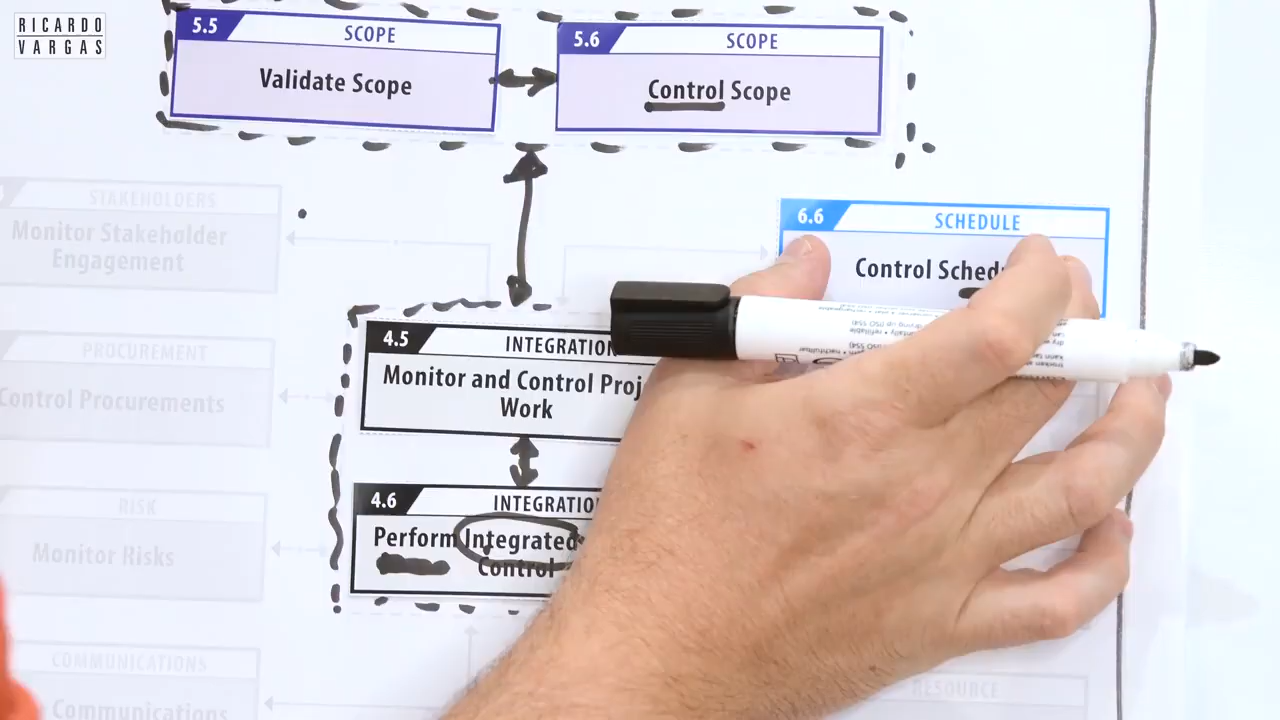 RICARDO
VARGAS
5.5 SCOPE
Validate Scope
5.6 SCOPE
Control Scope
STAKEHOLDERS
Monitor Stakeholder
Engagement
6.6 SCHEDULE
Control
PROCUREMENT
Control Procurements
4.5 INTEGRATION
Monitor and Control
Work
RISK
Monitor Risks
4.6
Perform Integrated
Control
COMMUNICATIONS
Communications
RESOURCE